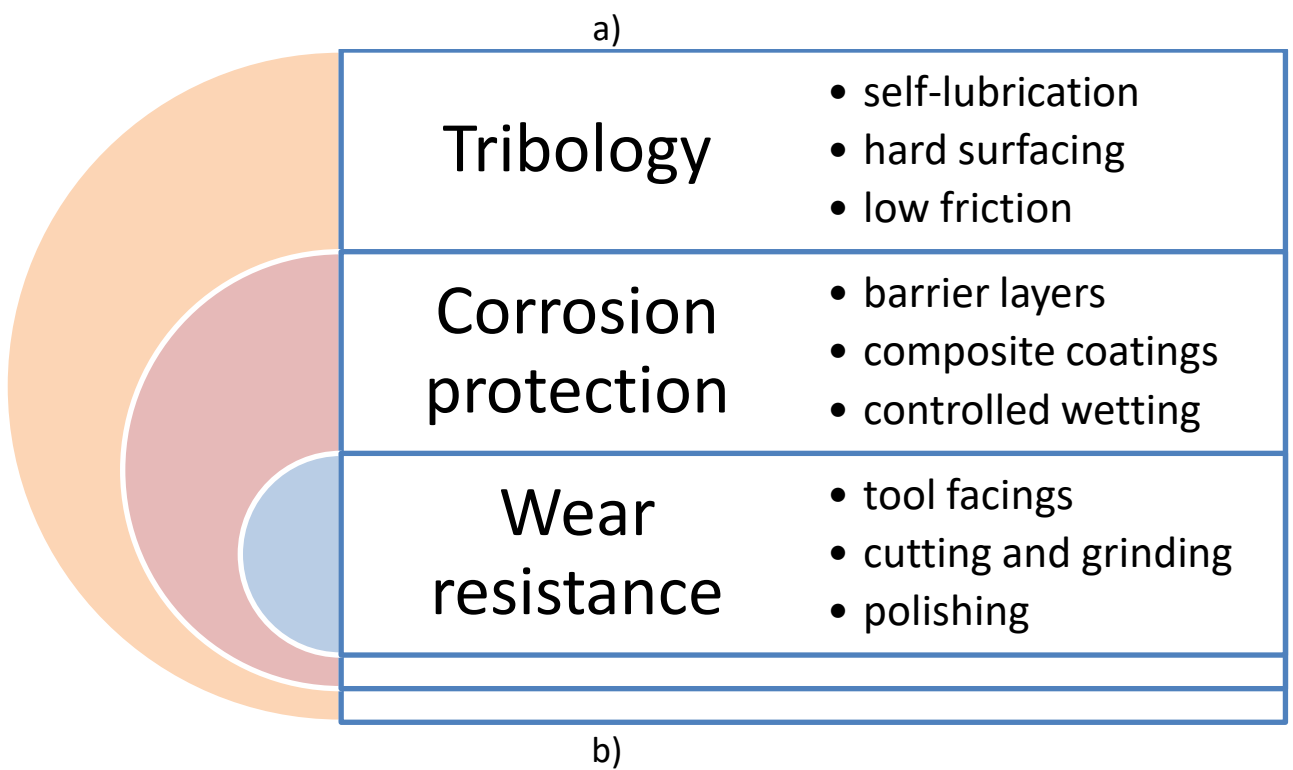 a)
Tribology
• self-lubrication
• hard surfacing
• low friction
Corrosion
protection
• barrier layers
• composite coatings
• controlled wetting
Wear
resistance
• tool facings
• cutting and grinding
• polishing
b)